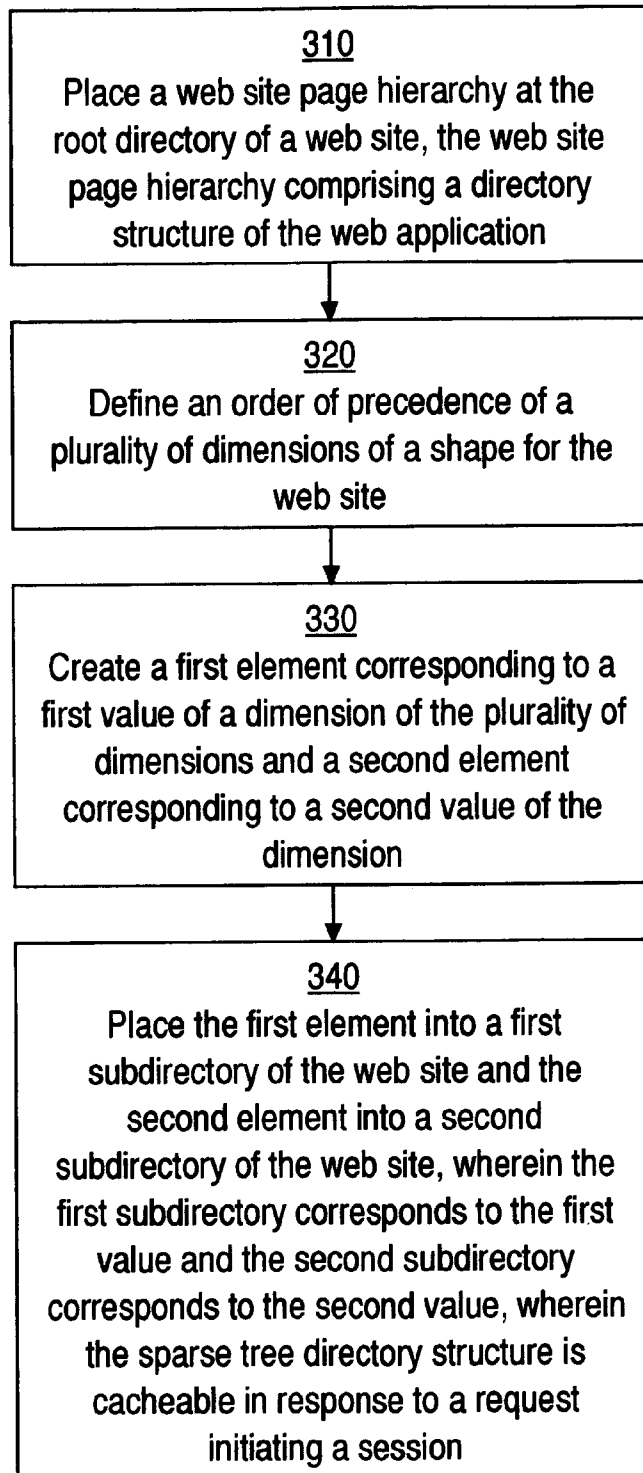 310
Place a web site page hierarchy at the
root directory of a web site, the web site
page hierarchy comprising a directory
structure of the web application
320
Define an order of precedence of a
plurality of dimensions of a shape for the
web site
330
Create a first element corresponding to a
first value of a dimension of the plurality of
dimensions and a second element
corresponding to a second value of the
dimension
340
Place the first element into a first
subdirectory of the web site and the
second element into a second
subdirectory of the web site, wherein the
first subdirectory corresponds to the first
value and the second subdirectory
corresponds to the second value, wherein
the sparse tree directory structure is
cacheable in response to a request
initiating a session